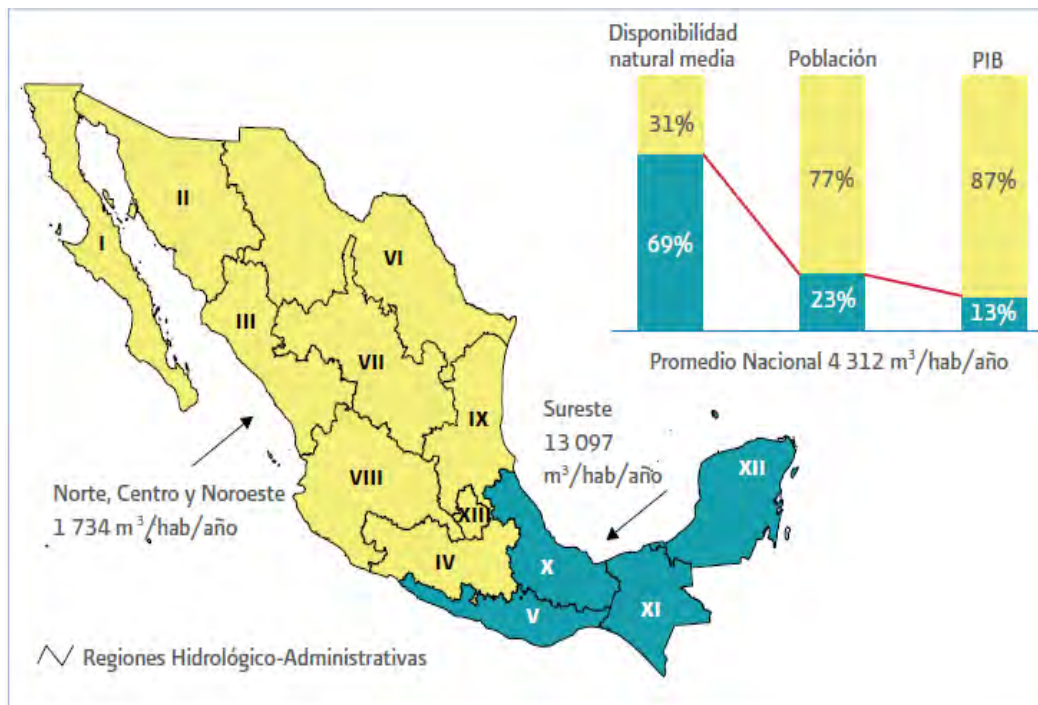 Disponibilidad
natural media
Población
PIB
31%
77%
87%
69%
23%
13%
Promedio Nacional 4 312 m³/hab/año
I
II
III
VI
VII
IX
VIII
XIII
IV
X
V
XI
XII
Sureste
13 097
m³/hab/año
Norte, Centro y Noroeste
1 734 m³/hab/año
Regiones Hidrológico-Administrativas